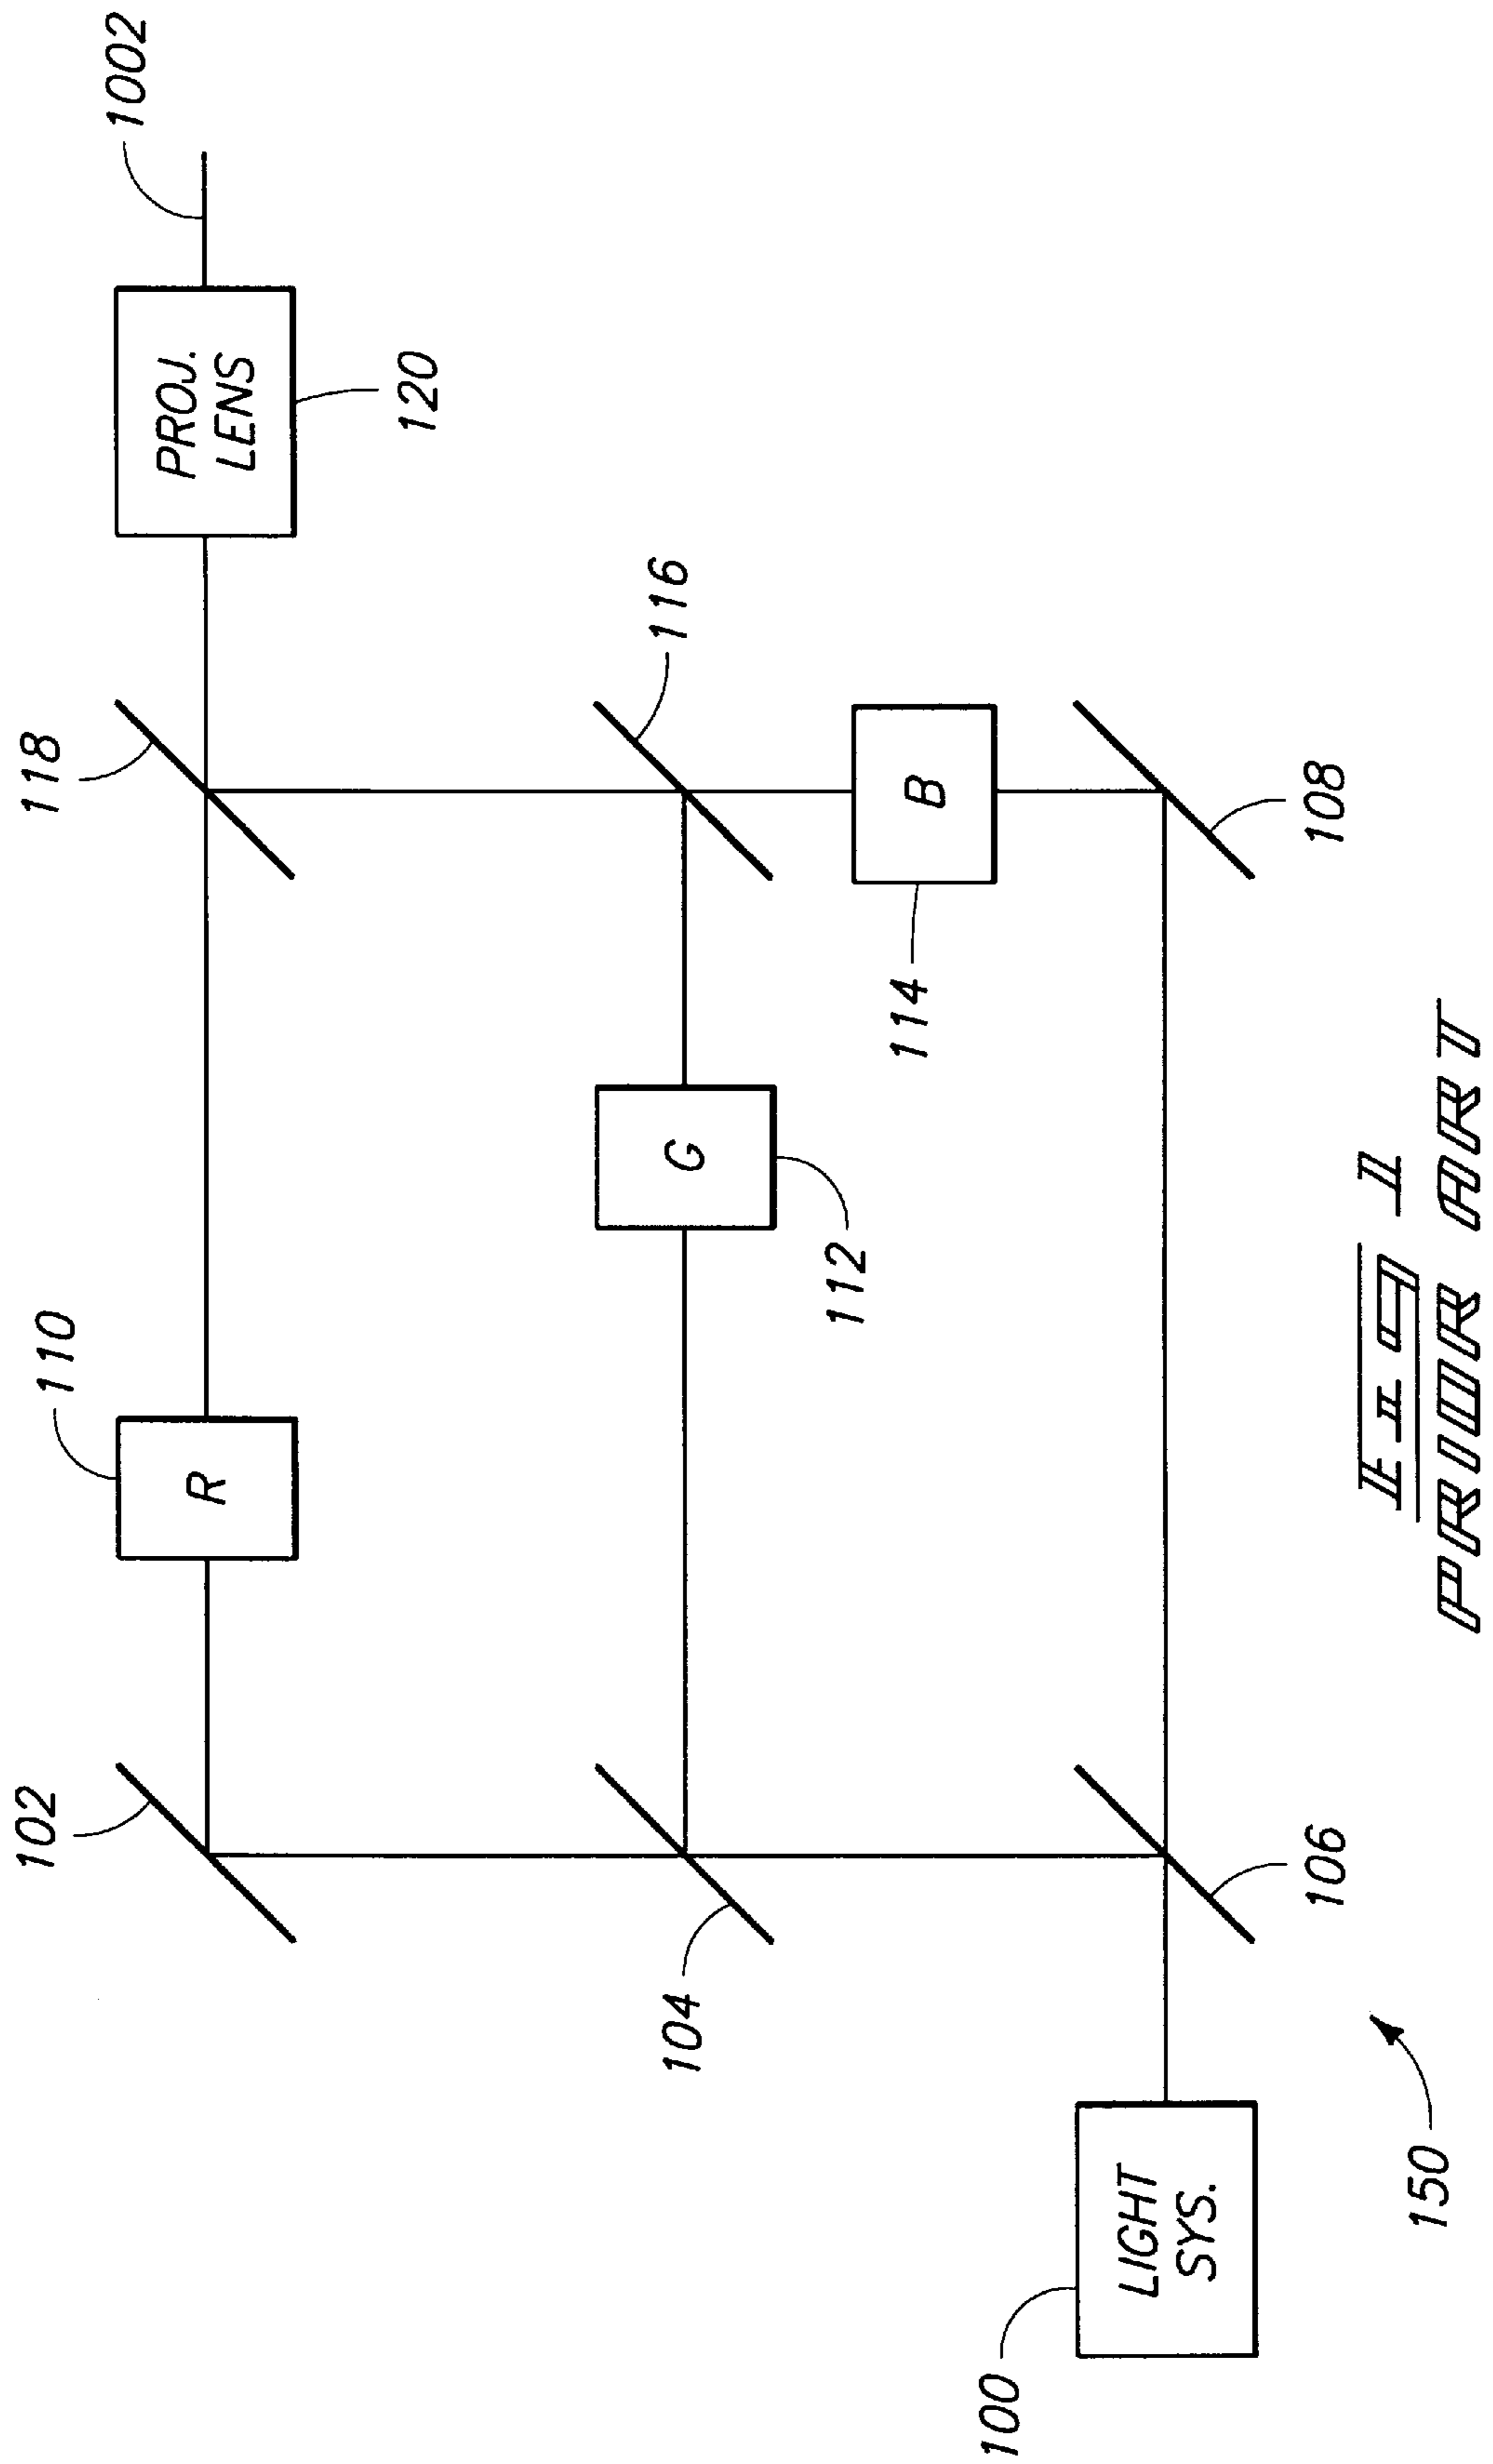 102
110
118
1002
R
PROJ.
LENS
120
104
G
116
112
114
B
100
LIGHT
SYS.
106
108
150
Fig 1
PRIOR ART